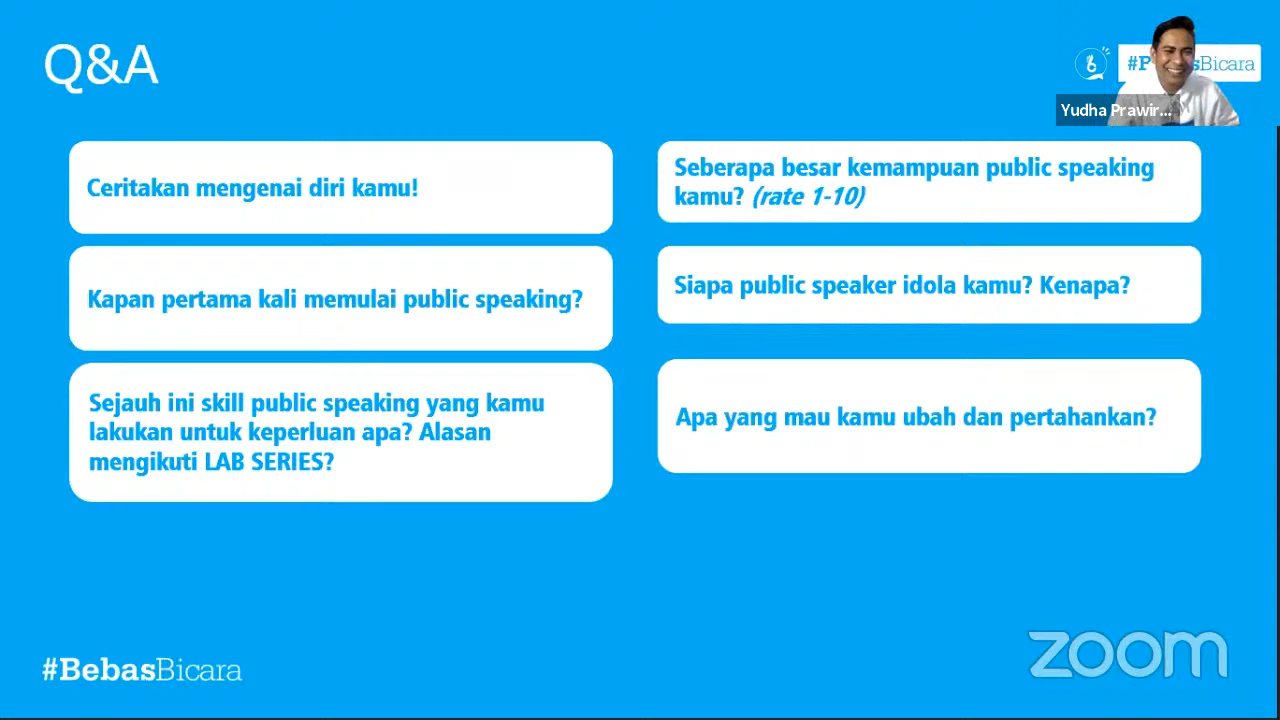 Q&A
#P sBicara
Yudha Prawir...
Ceritakan mengenai diri kamu!
Kapan pertama kali memulai public speaking?
Sejauh ini skill public speaking yang kamu
lakukan untuk keperluan apa? Alasan
mengikuti LAB SERIES?
Seberapa besar kemampuan public speaking
kamu? (rate 1-10)
Siapa public speaker idola kamu? Kenapa?
Apa yang mau kamu ubah dan pertahankan?
#BebasBicara
zoom